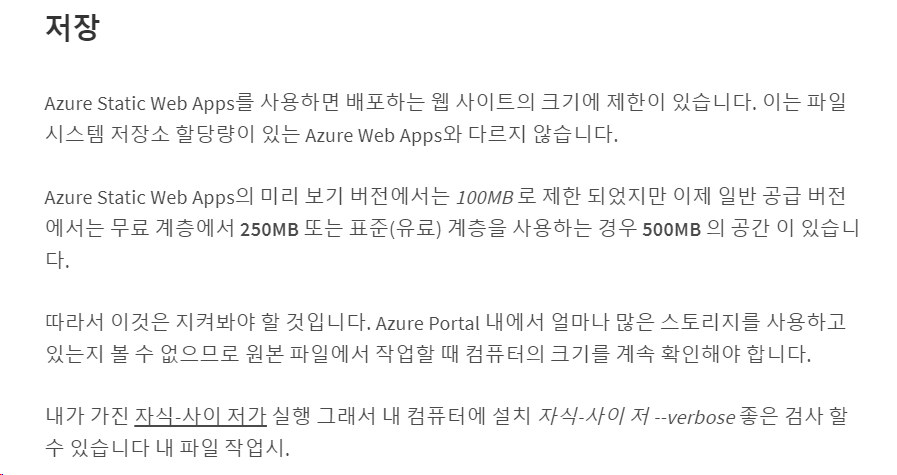 저장
Azure Static Web Apps를 사용하면 배포하는 웹 사이트의 크기에 제한이 있습니다. 이는 파일
시스템 저장소 할당량이 있는 Azure Web Apps와 다르지 않습니다.
Azure Static Web Apps의 미리 보기 버전에서는 100MB 로 제한 되었지만 이제 일반 공급 버전
에서는 무료 계층에서 250MB 또는 표준(유료) 계층을 사용하는 경우 500MB 의 공간 이 있습니
다.
따라서 이것은 지켜봐야 할 것입니다. Azure Portal 내에서 얼마나 많은 스토리지를 사용하고
있는지 볼 수 없으므로 원본 파일에서 작업할 때 컴퓨터의 크기를 계속 확인해야 합니다.
내가 가진 자식-사이 저가 실행 그래서 내 컴퓨터에 설치 자식-사이 저 --verbose 좋은 검사 할
수 있습니다 내 파일 작업시.